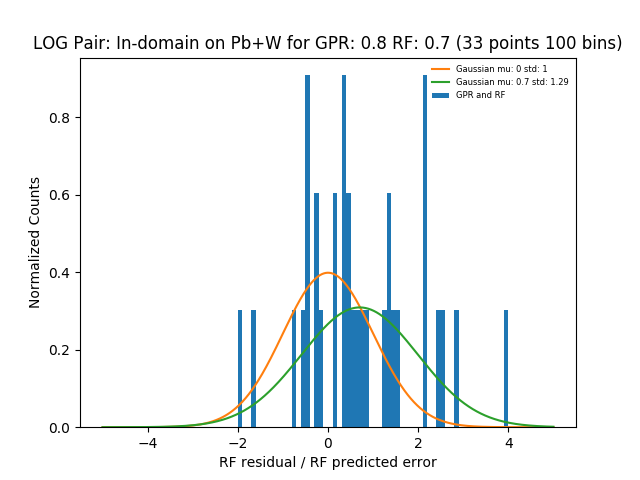 LOG Pair: In-domain on Pb+W for GPR: 0.8 RF: 0.7 (33 points 100 bins)
Gaussian mu: 0 std: 1
Gaussian mu: 0.7 std: 1.29
GPR and RF
Normalized Counts
0.8
0.6
0.4
0.2
0.0
−4
−2
0
2
4
RF residual / RF predicted error